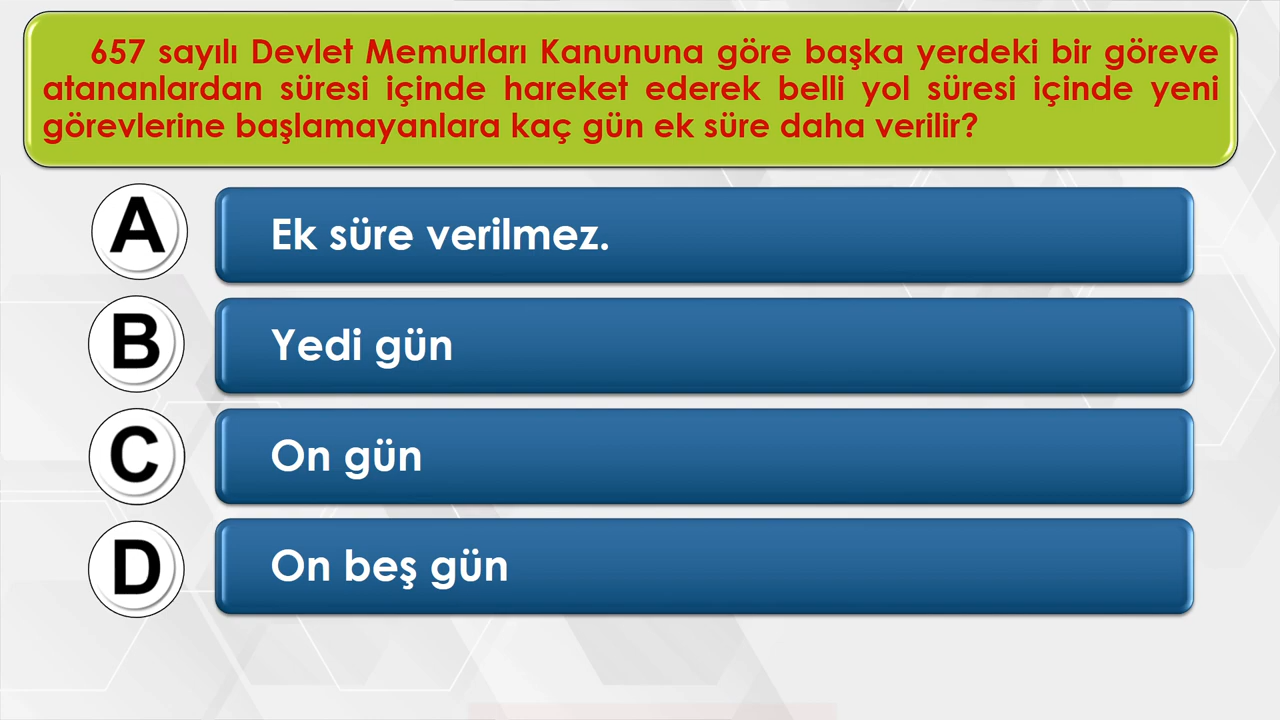 657 sayılı Devlet Memurları Kanununa göre başka yerdeki bir göreve
atananlardan süresi içinde hareket ederek belli yol süresi içinde yeni
görevlerine başlamayanlara kaç gün ek süre daha verilir?
A Ek süre verilmez.
B Yedi gün
C On gün
D On beş gün